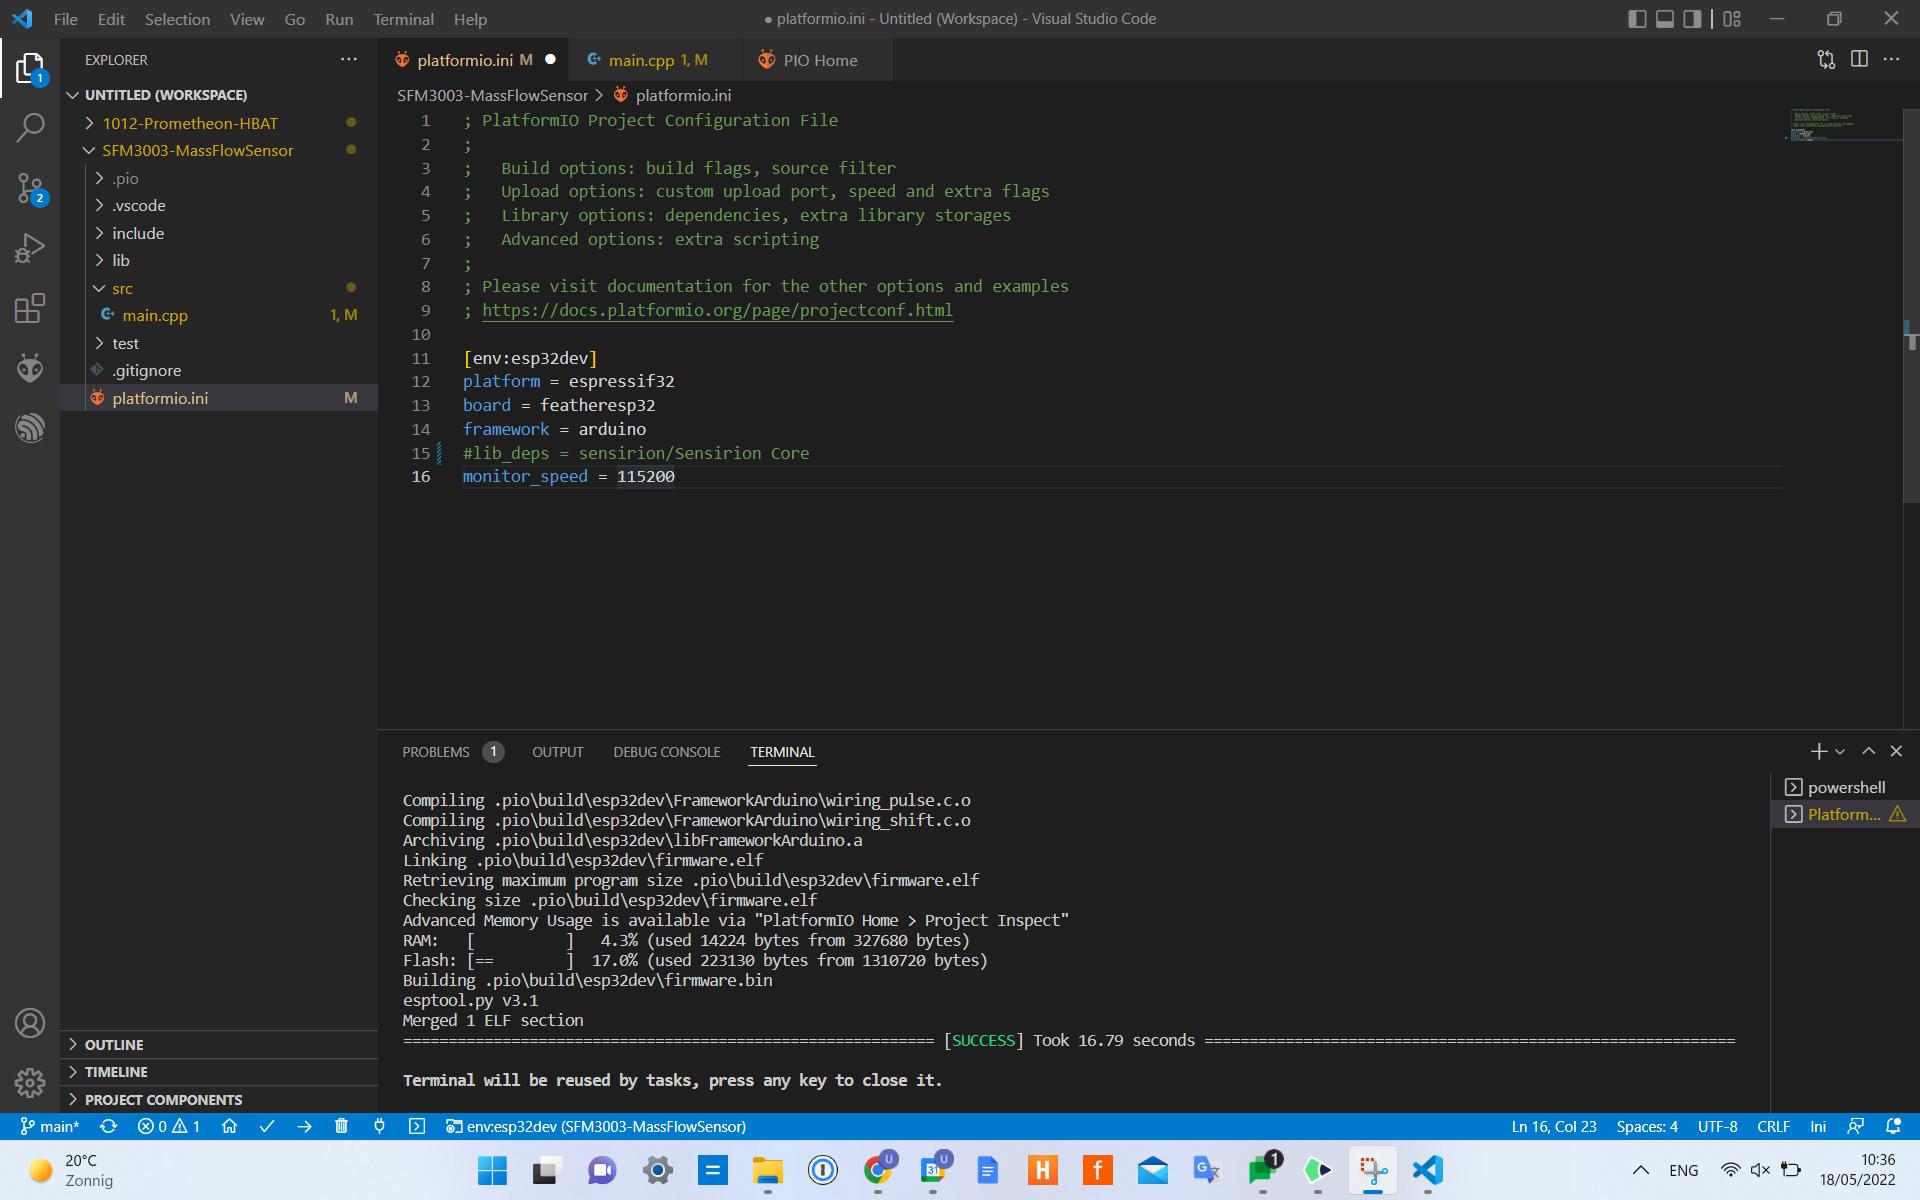 File Edit Selection View Go Run Terminal Help
● platformio.ini - Untitled (Workspace) - Visual Studio Code
EXPLORER
platformio.ini M
main.cpp 1, M
PIO Home
SFM3003-MassFlowSensor > platformio.ini
UNTITLED (WORKSPACE)
1012-Prometheon-HBAT
SFM3003-MassFlowSensor
.pio
.vscode
include
lib
src
main.cpp 1, M
test
.gitignore
platformio.ini M
OUTLINE
TIMELINE
PROJECT COMPONENTS
1 ; PlatformIO Project Configuration File
2 ;
3 ;   Build options: build flags, source filter
4 ;   Upload options: custom upload port, speed and extra flags
5 ;   Library options: dependencies, extra library storages
6 ;   Advanced options: extra scripting
7 ;
8 ; Please visit documentation for the other options and examples
9 ; https://docs.platformio.org/page/projectconf.html
10
11 [env:esp32dev]
12 platform = espressif32
13 board = featheresp32
14 framework = arduino
15 #lib_deps = sensirion/Sensirion Core
16 monitor_speed = 115200
PROBLEMS 1 OUTPUT DEBUG CONSOLE TERMINAL
powershell
Platform...
Compiling .pio\build\esp32dev\FrameworkArduino\wiring_pulse.c.o
Compiling .pio\build\esp32dev\FrameworkArduino\wiring_shift.c.o
Archiving .pio\build\esp32dev\libFrameworkArduino.a
Linking .pio\build\esp32dev\firmware.elf
Retrieving maximum program size .pio\build\esp32dev\firmware.elf
Checking size .pio\build\esp32dev\firmware.elf
Advanced Memory Usage is available via "PlatformIO Home > Project Inspect"
RAM:   [          ]   4.3% (used 14224 bytes from 327680 bytes)
Flash: [==        ]  17.0% (used 223130 bytes from 1310720 bytes)
Building .pio\build\esp32dev\firmware.bin
esptool.py v3.1
Merged 1 ELF section
=========================================================== [SUCCESS] Took 16.79 seconds ===========================================================
Terminal will be reused by tasks, press any key to close it.
1
2
main* 0 1 env:esp32dev (SFM3003-MassFlowSensor)
Ln 16, Col 23 Spaces: 4 UTF-8 CRLF Ini
20°C
Zonnig
U
U
31
H
f
1
ENG
10:36
18/05/2022